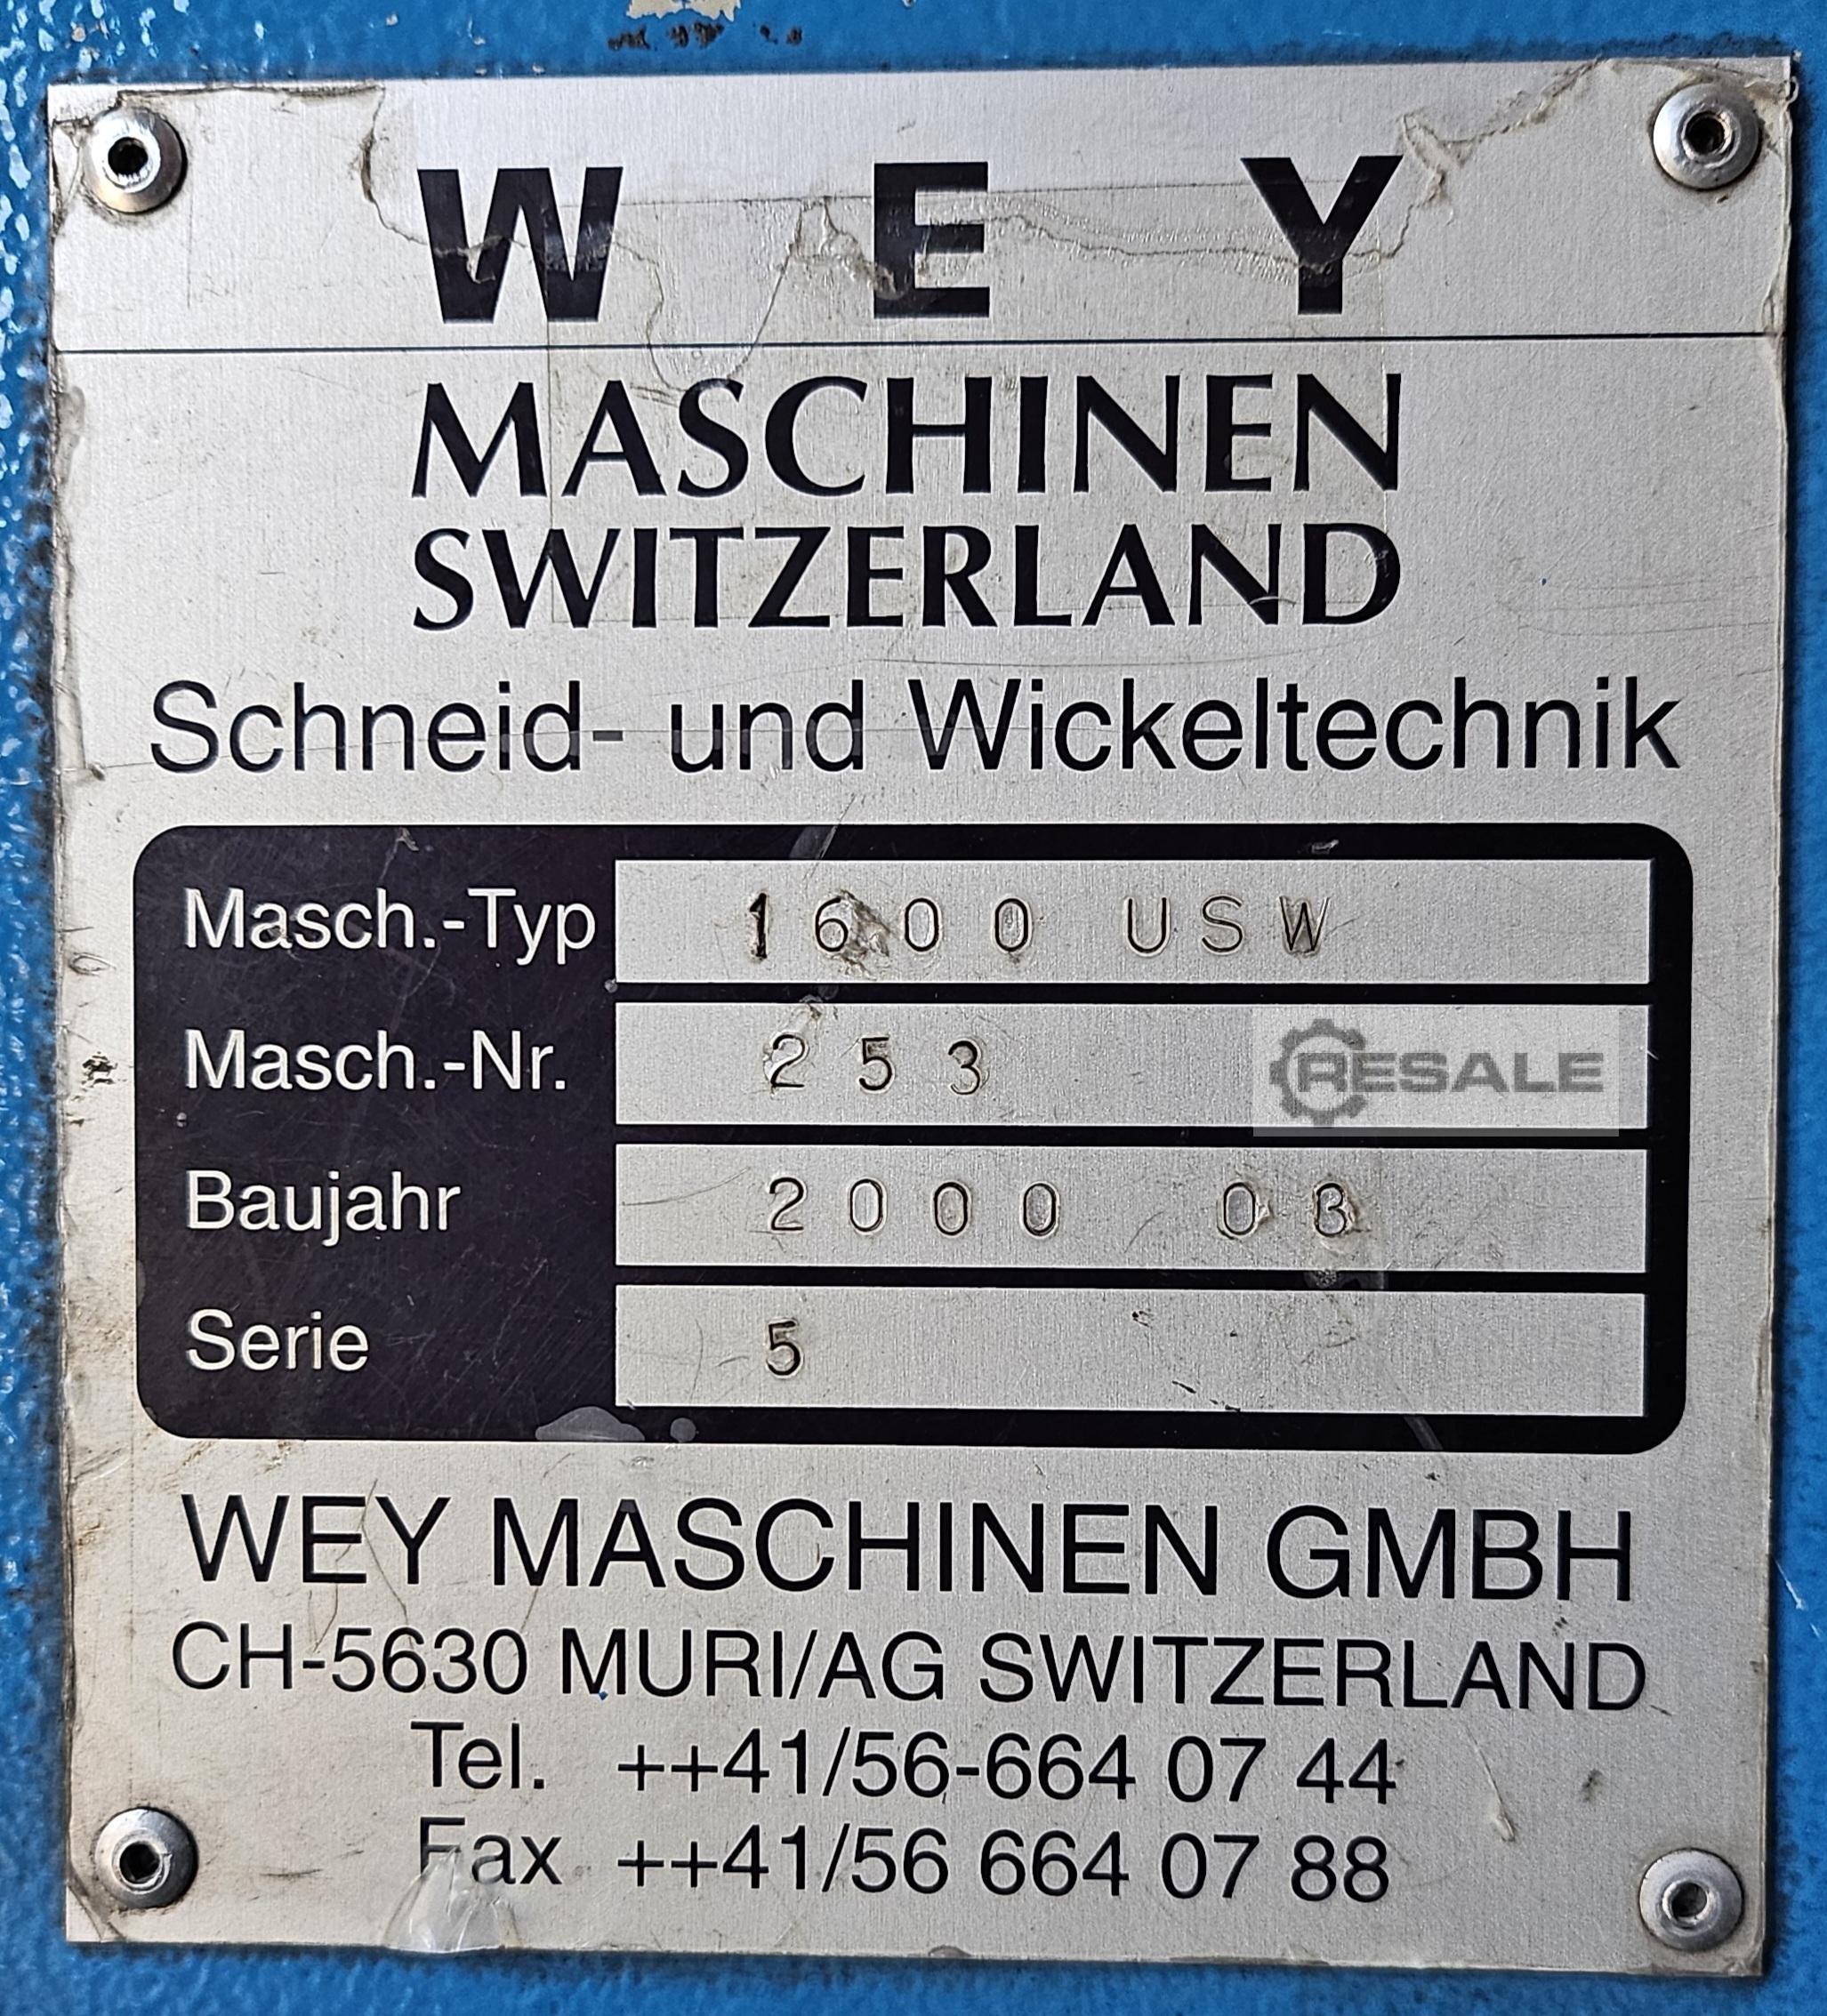 W E Y
MASCHINEN
SWITZERLAND
Schneid- und Wickeltechnik
Masch.-Typ 1600 USW
Masch.-Nr. 253
RESALE
Baujahr 2000 03
Serie 5
WEY MASCHINEN GMBH
CH-5630 MURI/AG SWITZERLAND
Tel. ++41/56-664 07 44
Fax ++41/56 664 07 88